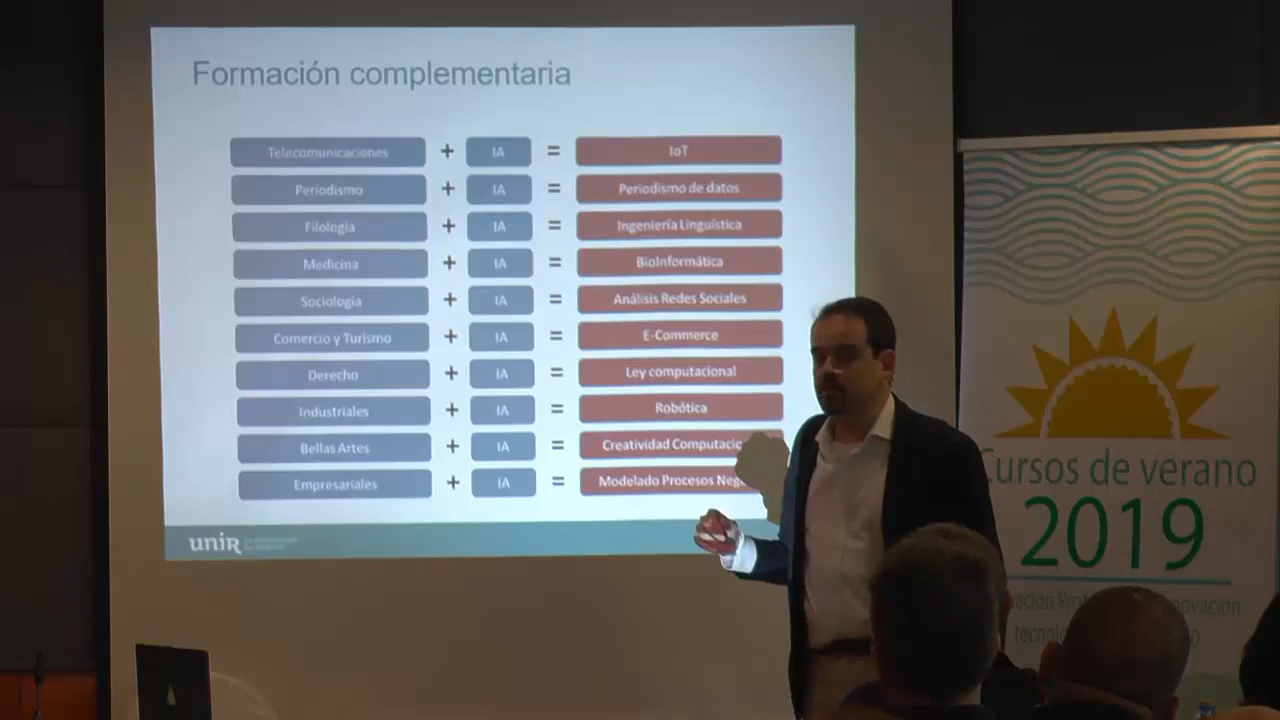 Formación complementaria
Telecomunicaciones + IA = IoT
Periodismo + IA = Periodismo de datos
Filología + IA = Ingeniería Linguística
Medicina + IA = BioInformática
Sociología + IA = Análisis Redes Sociales
Comercio y Turismo + IA = E-Commerce
Derecho + IA = Ley computacional
Industriales + IA = Robótica
Bellas Artes + IA = Creatividad
Empresariales + IA = Modelado Procesos
unir
Cursos de verano
2019